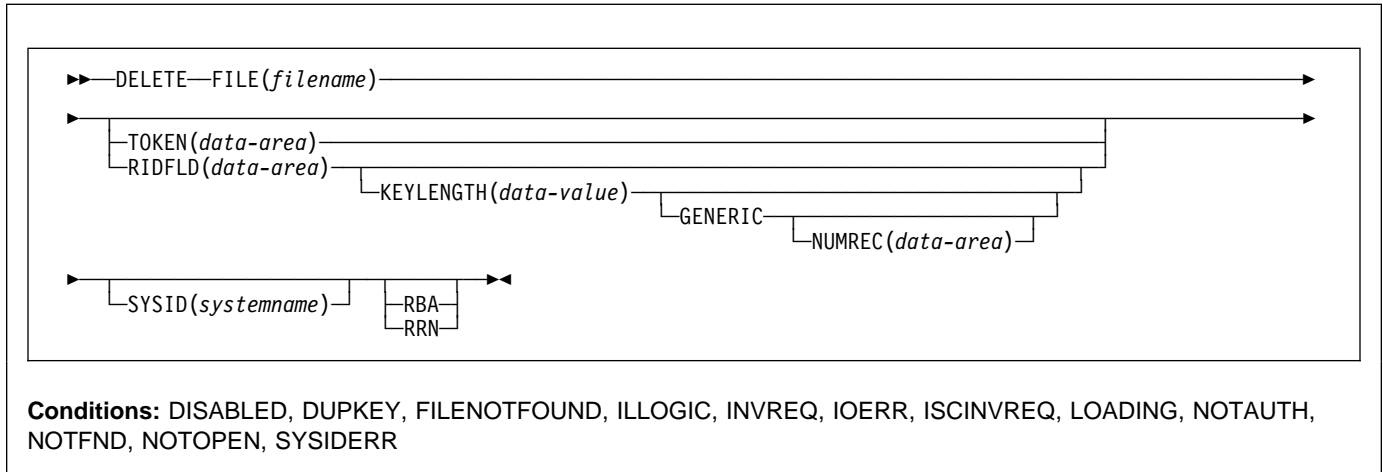 DELETE FILE(filename)
TOKEN(data-area)
RIDFLD(data-area)
KEYLENGTH(data-value)
GENERIC
NUMREC(data-area)
SYSID(systemname) RBA
RRN
Conditions: DISABLED, DUPKEY, FILENOTFOUND, ILLOGIC, INVREQ, IOERR, ISCINVREQ, LOADING, NOTAUTH,
NOTFND, NOTOPEN, SYSIDERR